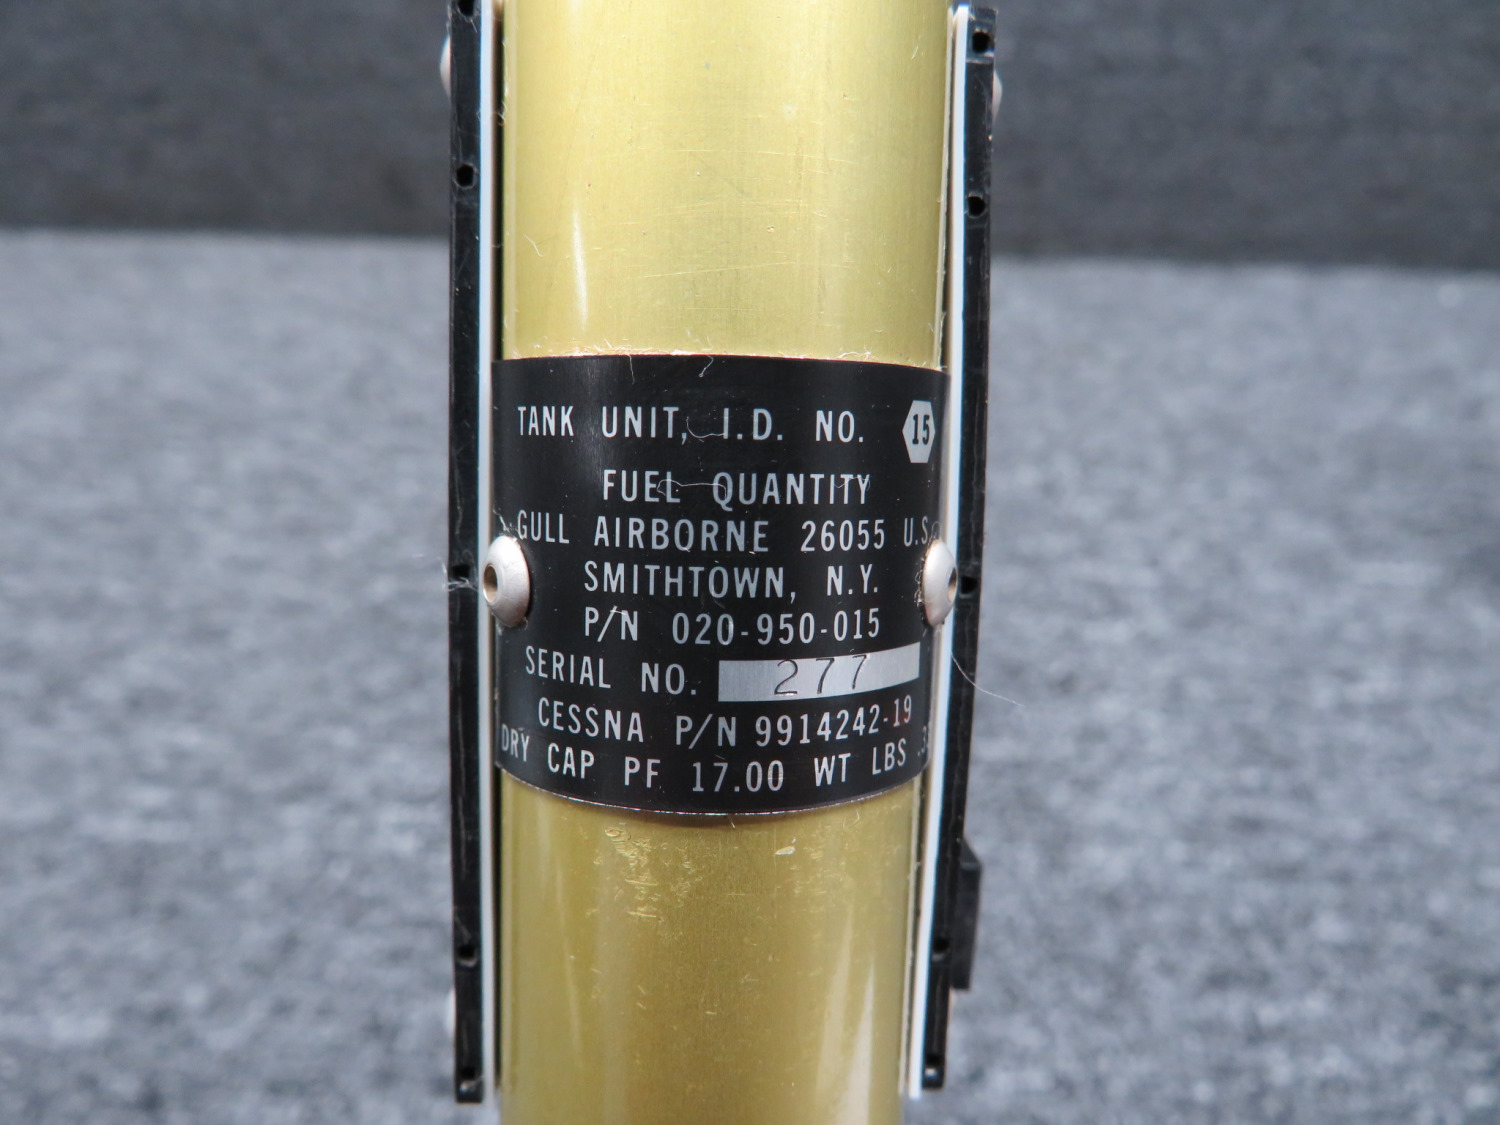 TANK UNIT, I.D. NO. 15
FUEL QUANTITY
GULL AIRBORNE 26055 U.S.
SMITHTOWN, N.Y.
P/N 020-950-015
SERIAL NO. 277
CESSNA P/N 9914242-19
DRY CAP PF 17.00 WT LBS